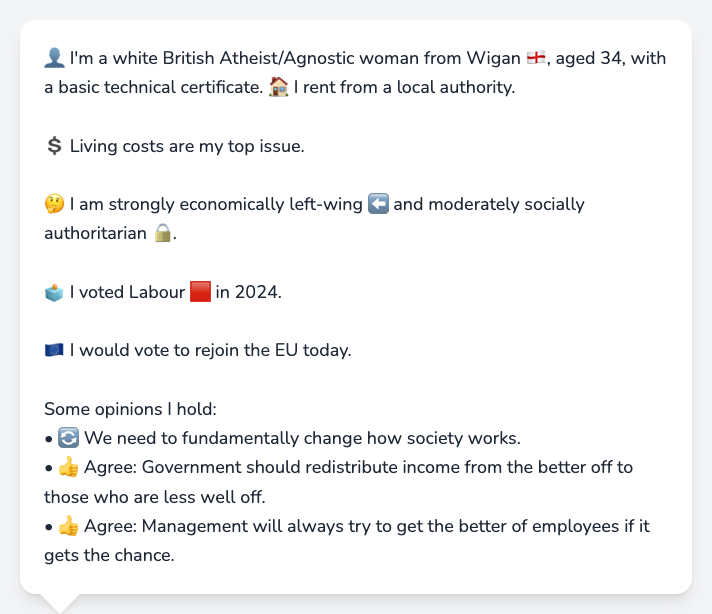 👤 I'm a white British Atheist/Agnostic woman from Wigan 🏴󠁧󠁢󠁥󠁮󠁧󠁿, aged 34, with
a basic technical certificate. 🏠 I rent from a local authority.
💲 Living costs are my top issue.
🤔 I am strongly economically left-wing ⬅️ and moderately socially
authoritarian 🔒.
🗳️ I voted Labour 🟥 in 2024.
🇪🇺 I would vote to rejoin the EU today.
Some opinions I hold:
• 🔄 We need to fundamentally change how society works.
• 👍 Agree: Government should redistribute income from the better off to
those who are less well off.
• 👍 Agree: Management will always try to get the better of employees if it
gets the chance.